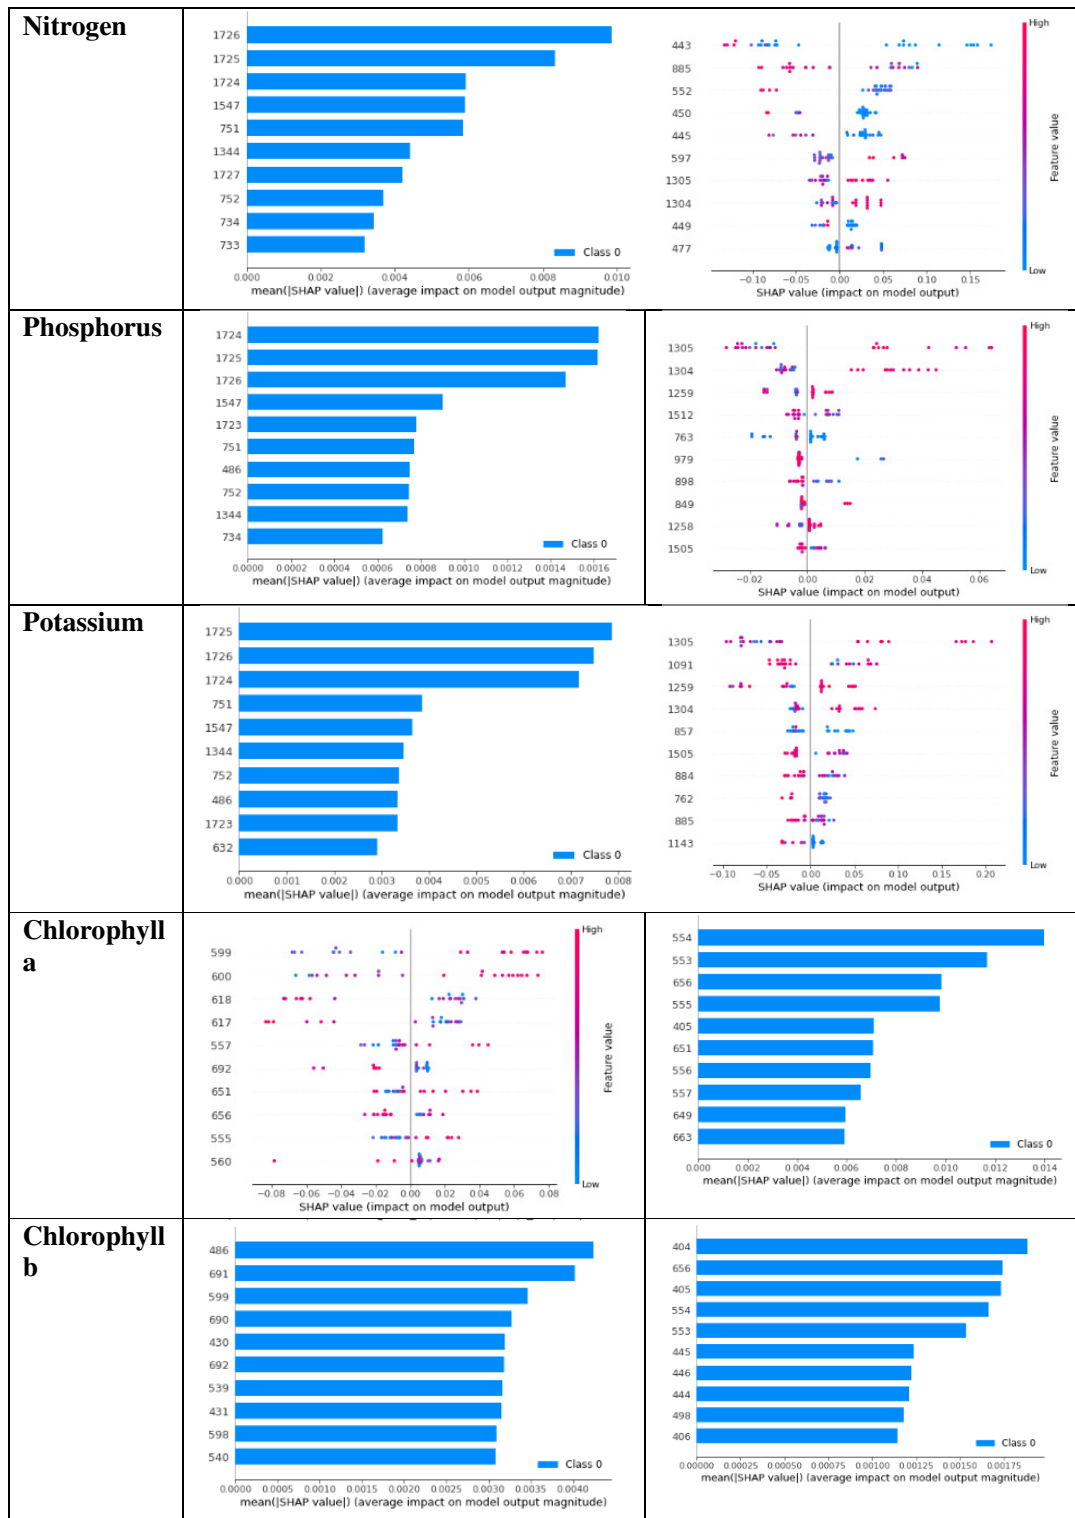 Nitrogen
1726
1725
1724
1547
751
1344
1727
752
734
733
Class 0
0.000 0.002 0.004 0.006 0.008 0.010
mean(|SHAP value|) (average impact on model output magnitude)
High
443
885
552
450
445
597
1305
1304
449
477
Feature value
Low
−0.10 −0.05 0.00 0.05 0.10 0.15
SHAP value (impact on model output)
Phosphorus
1724
1725
1726
1547
1723
751
486
752
1344
734
Class 0
0.0000 0.0002 0.0004 0.0006 0.0008 0.0010 0.0012 0.0014 0.0016
mean(|SHAP value|) (average impact on model output magnitude)
High
1305
1304
1259
1512
763
979
898
849
1258
1505
Feature value
Low
−0.02 0.00 0.02 0.04 0.06
SHAP value (impact on model output)
Potassium
1725
1726
1724
751
1547
1344
752
486
1723
632
Class 0
0.000 0.001 0.002 0.003 0.004 0.005 0.006 0.007 0.008
mean(|SHAP value|) (average impact on model output magnitude)
High
1305
1091
1259
1304
857
1505
884
762
885
1143
Feature value
Low
−0.10 −0.05 0.00 0.05 0.10 0.15 0.20
SHAP value (impact on model output)
Chlorophyll
a
High
599
600
618
617
557
692
651
656
555
560
Feature value
Low
−0.08 −0.06 −0.04 −0.02 0.00 0.02 0.04 0.06 0.08
SHAP value (impact on model output)
554
553
656
555
405
651
556
557
649
663
Class 0
0.000 0.002 0.004 0.006 0.008 0.010 0.012 0.014
mean(|SHAP value|) (average impact on model output magnitude)
Chlorophyll
b
486
691
599
690
430
692
539
431
598
540
Class 0
0.0000 0.0005 0.0010 0.0015 0.0020 0.0025 0.0030 0.0035 0.0040
mean(|SHAP value|) (average impact on model output magnitude)
404
656
405
554
553
445
446
444
498
406
Class 0
0.00000 0.00025 0.00050 0.00075 0.00100 0.00125 0.00150 0.00175
mean(|SHAP value|) (average impact on model output magnitude)